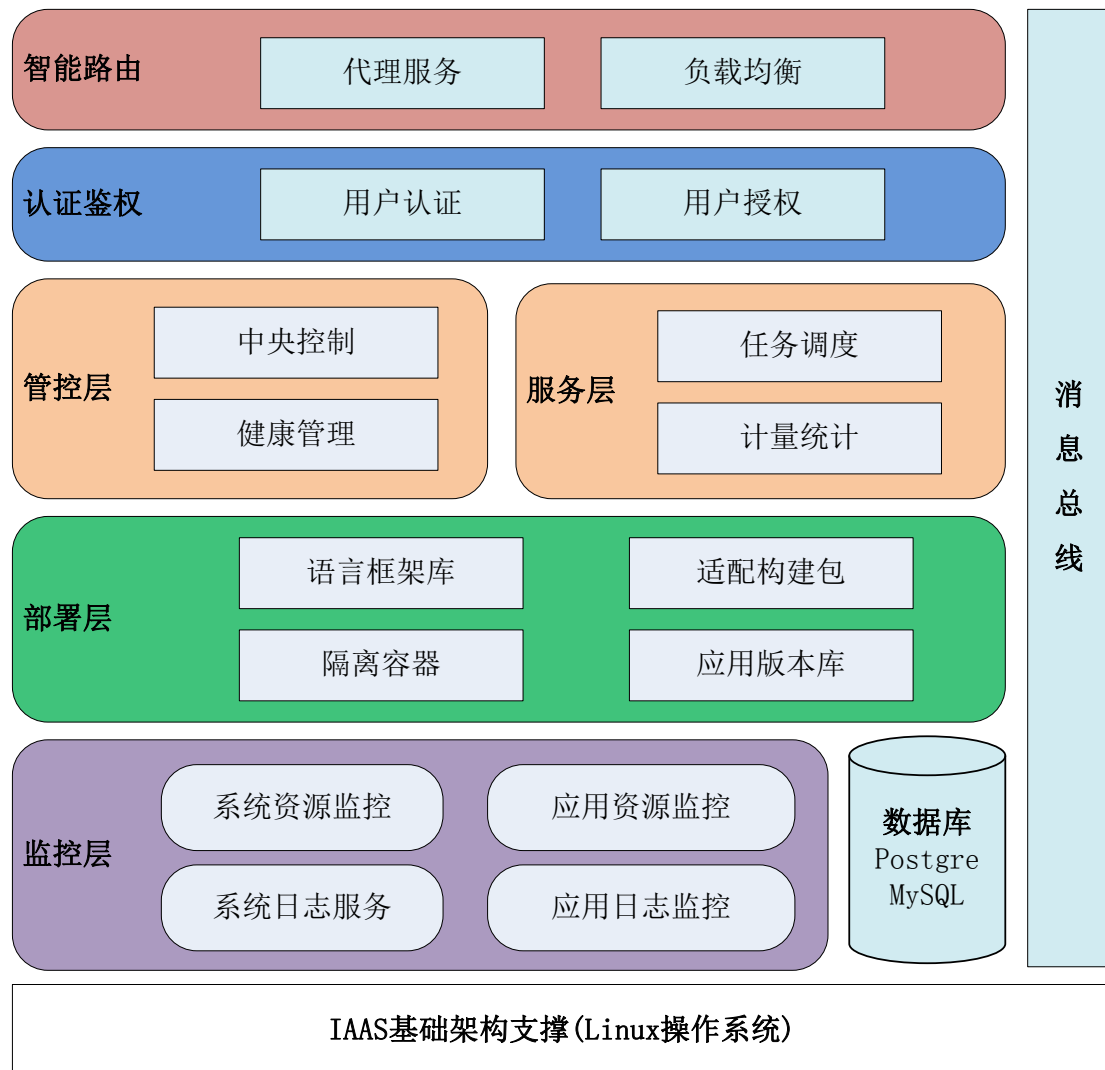 智能路由
代理服务
负载均衡
认证鉴权
用户认证
用户授权
管控层
中央控制
健康管理
服务层
任务调度
计量统计
部署层
语言框架库
适配构建包
隔离容器
应用版本库
监控层
系统资源监控
应用资源监控
系统日志服务
应用日志监控
数据库
Postgre
MySQL
消
息
总
线
IAAS基础架构支撑(Linux操作系统)